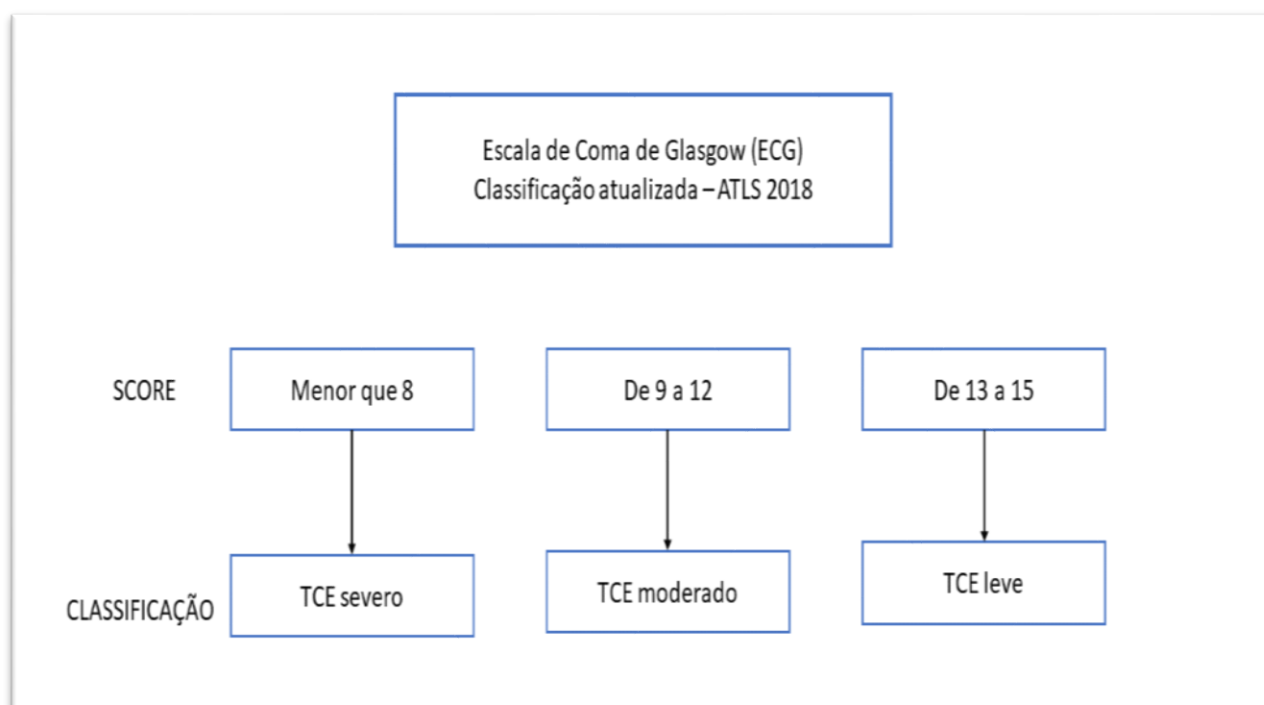 Escala de Coma de Glasgow (ECG)
Classificação atualizada – ATLS 2018
SCORE
Menor que 8
De 9 a 12
De 13 a 15
CLASSIFICAÇÃO
TCE severo
TCE moderado
TCE leve